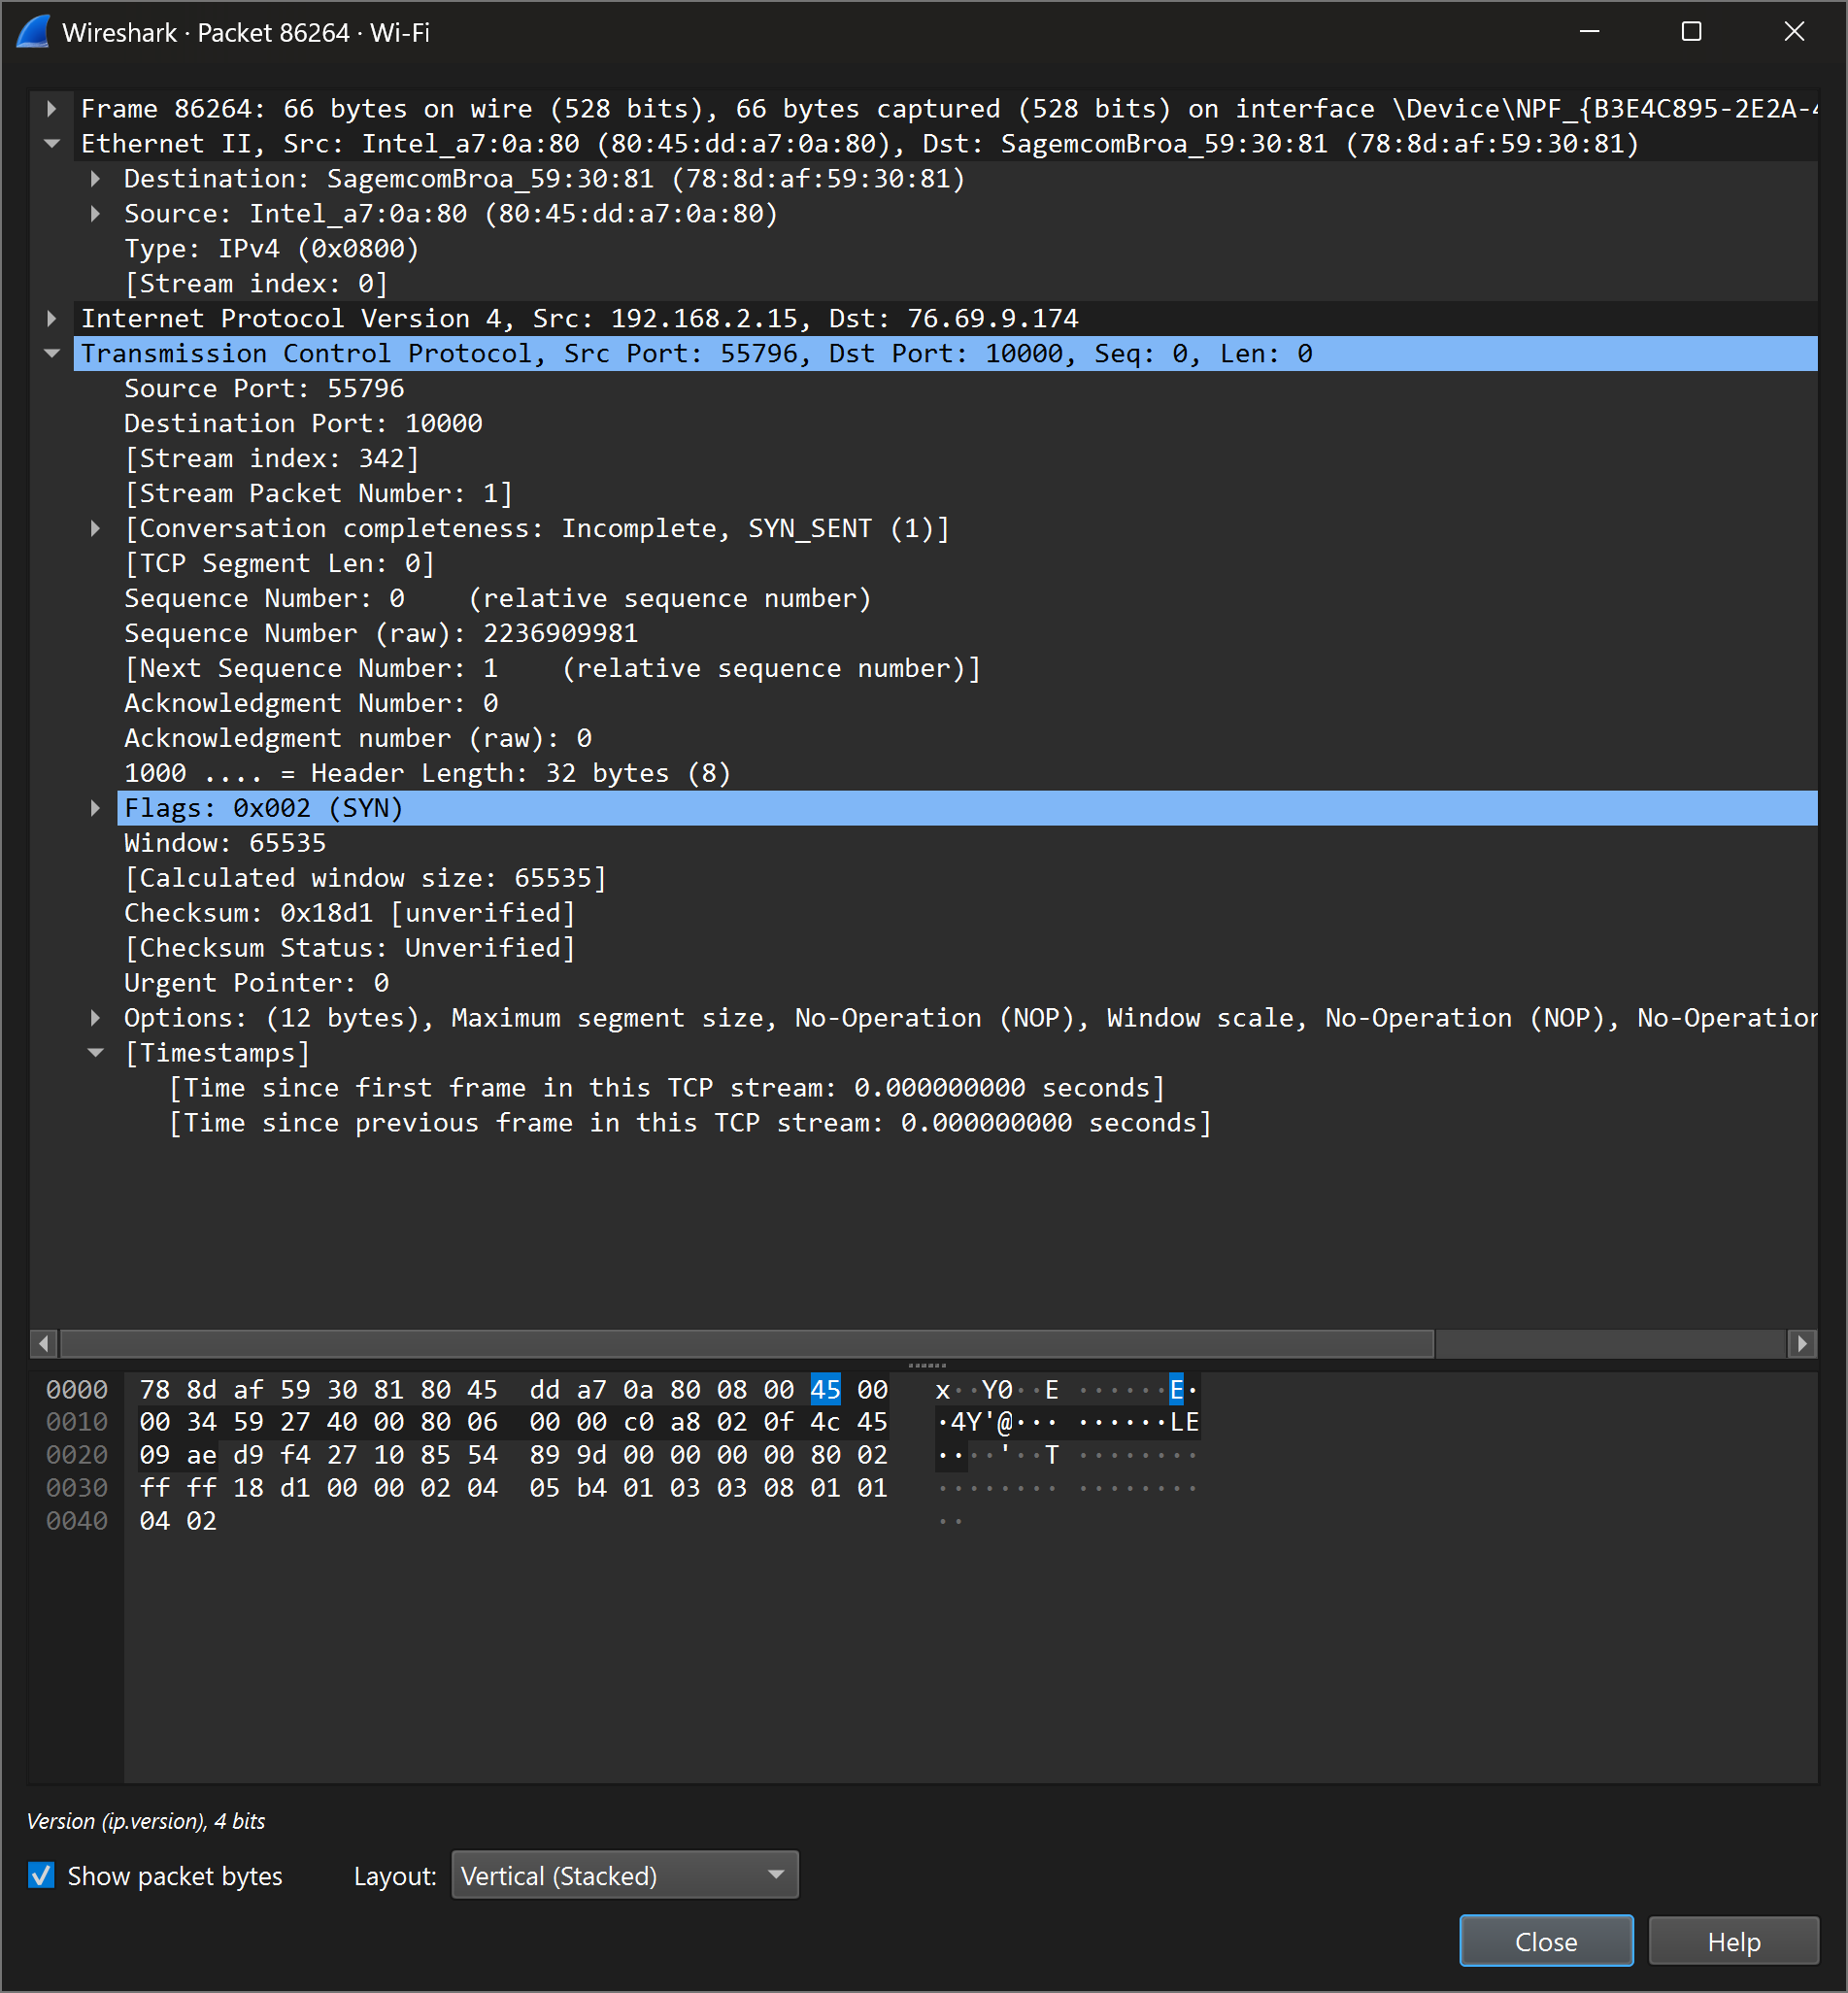 Wireshark · Packet 86264 · Wi-Fi
Frame 86264: 66 bytes on wire (528 bits), 66 bytes captured (528 bits) on interface \Device\NPF_{B3E4C895-2E2A-4
Ethernet II, Src: Intel_a7:0a:80 (80:45:dd:a7:0a:80), Dst: SagemcomBroa_59:30:81 (78:8d:af:59:30:81)
Destination: SagemcomBroa_59:30:81 (78:8d:af:59:30:81)
Source: Intel_a7:0a:80 (80:45:dd:a7:0a:80)
Type: IPv4 (0x0800)
[Stream index: 0]
Internet Protocol Version 4, Src: 192.168.2.15, Dst: 76.69.9.174
Transmission Control Protocol, Src Port: 55796, Dst Port: 10000, Seq: 0, Len: 0
Source Port: 55796
Destination Port: 10000
[Stream index: 342]
[Stream Packet Number: 1]
[Conversation completeness: Incomplete, SYN_SENT (1)]
[TCP Segment Len: 0]
Sequence Number: 0    (relative sequence number)
Sequence Number (raw): 2236909981
[Next Sequence Number: 1    (relative sequence number)]
Acknowledgment Number: 0
Acknowledgment number (raw): 0
1000 .... = Header Length: 32 bytes (8)
Flags: 0x002 (SYN)
Window: 65535
[Calculated window size: 65535]
Checksum: 0x18d1 [unverified]
[Checksum Status: Unverified]
Urgent Pointer: 0
Options: (12 bytes), Maximum segment size, No-Operation (NOP), Window scale, No-Operation (NOP), No-Operation
[Timestamps]
[Time since first frame in this TCP stream: 0.000000000 seconds]
[Time since previous frame in this TCP stream: 0.000000000 seconds]
0000 78 8d af 59 30 81 80 45 dd a7 0a 80 08 00 45 00 x··Y0··E ······E·
0010 00 34 59 27 40 00 80 06 00 00 c0 a8 02 0f 4c 45 ·4Y'@··· ······LE
0020 09 ae d9 f4 27 10 85 54 89 9d 00 00 00 00 80 02 ····'··T ········
0030 ff ff 18 d1 00 00 02 04 05 b4 01 03 03 08 01 01 ········ ········
0040 04 02 ··
Version (ip.version), 4 bits
Show packet bytes Layout: Vertical (Stacked)
Close Help